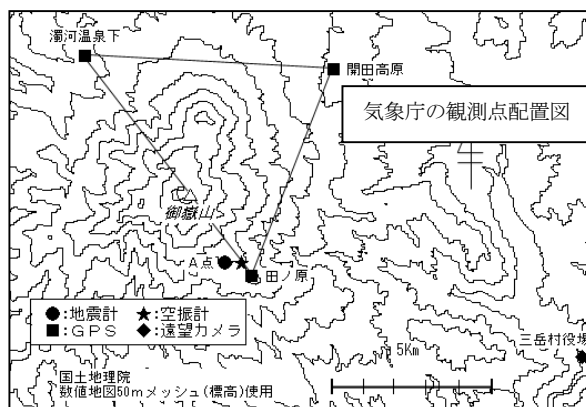 濁河温泉下
開田高原
気象庁の観測点配置図
御嶽山
A点
田ノ原
●:地震計 ★:空振計
■:GPS ◆:遠望カメラ
5Km
三岳村役場
国土地理院
数値地図50mメッシュ(標高)使用